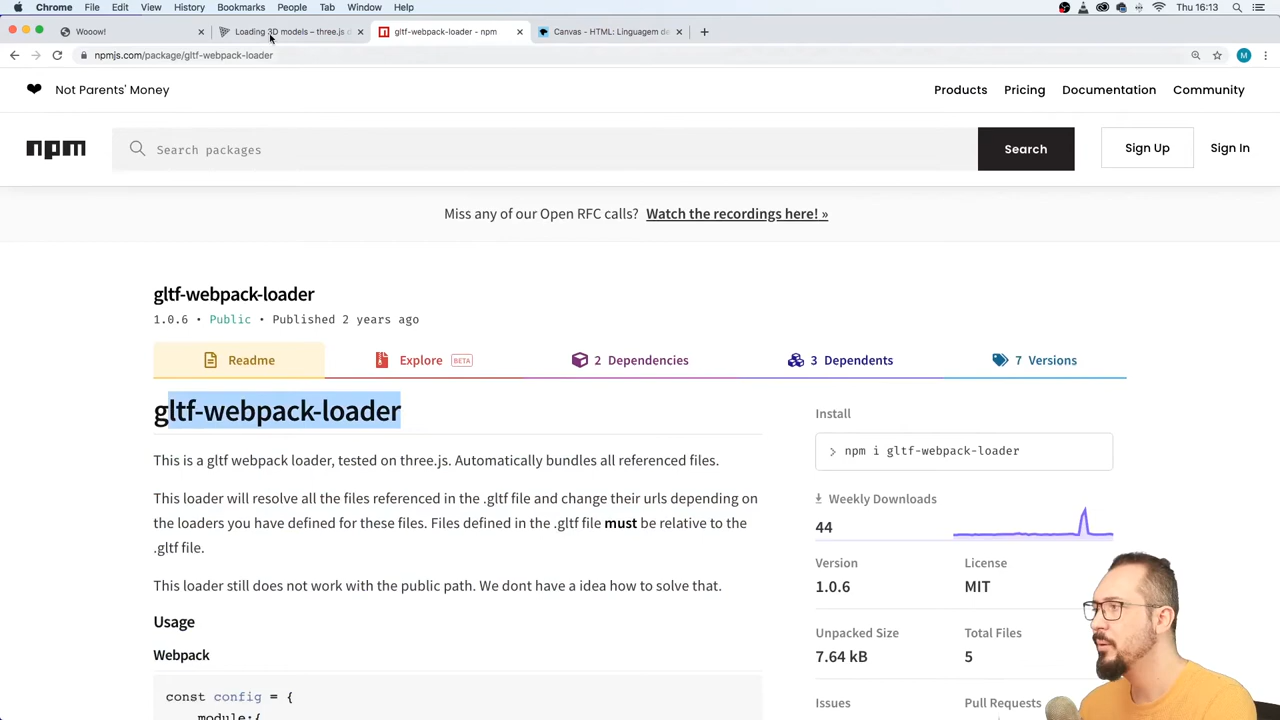 Chrome File Edit View History Bookmarks People Tab Window Help Thu 16:13
Wooow! Loading 3D models – three.js d gltf-webpack-loader - npm Canvas - HTML: Linguagem de
npmjs.com/package/gltf-webpack-loader M
Not Parents' Money Products Pricing Documentation Community
npm Search packages Search Sign Up Sign In
Miss any of our Open RFC calls? Watch the recordings here! »
gltf-webpack-loader
1.0.6 • Public • Published 2 years ago
Readme Explore BETA 2 Dependencies 3 Dependents 7 Versions
gltf-webpack-loader
This is a gltf webpack loader, tested on three.js. Automatically bundles all referenced files.
This loader will resolve all the files referenced in the .gltf file and change their urls depending on
the loaders you have defined for these files. Files defined in the .gltf file must be relative to the
.gltf file.
This loader still does not work with the public path. We dont have a idea how to solve that.
Usage
Webpack
const config = {
module:{
Install
> npm i gltf-webpack-loader
Weekly Downloads
44
Version License
1.0.6 MIT
Unpacked Size Total Files
7.64 kB 5
Issues Pull Requests